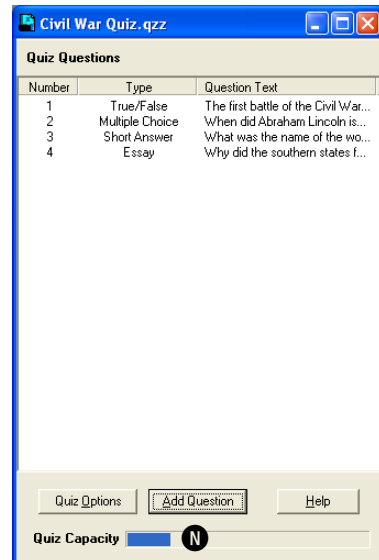 Civil War Quiz.qzz
Quiz Questions
Number Type Question Text
1 True/False The first battle of the Civil War...
2 Multiple Choice When did Abraham Lincoln is...
3 Short Answer What was the name of the wo...
4 Essay Why did the southern states f...
Quiz Options Add Question Help
Quiz Capacity N